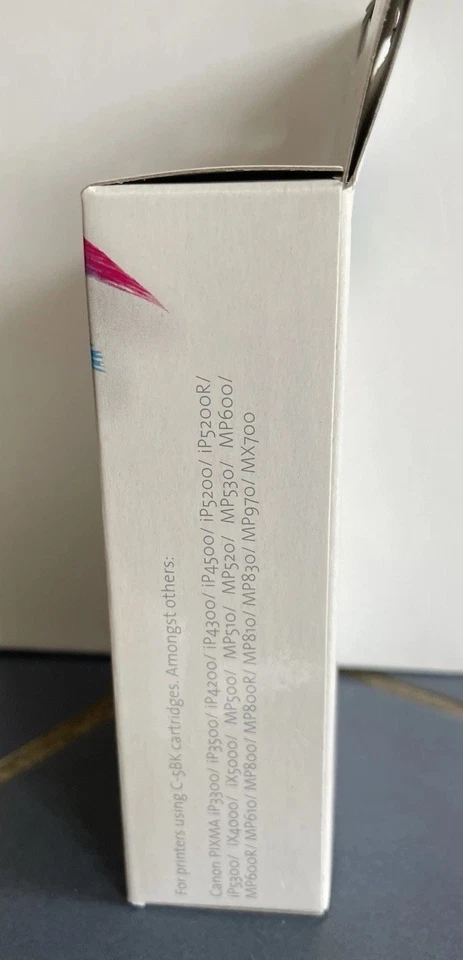 For printers using C-5BK cartridges. Amongst others:
Canon PIXMA iP3300/ iP3500/ iP4200/ iP4300/ iP4500/ iP5200/ iP5200R/
iP5300/ iX4000/ iX5000/ MP500/ MP510/ MP520/ MP530/ MP600/
MP600R/ MP610/ MP800/ MP800R/ MP810/ MP830/ MP970/ MX700